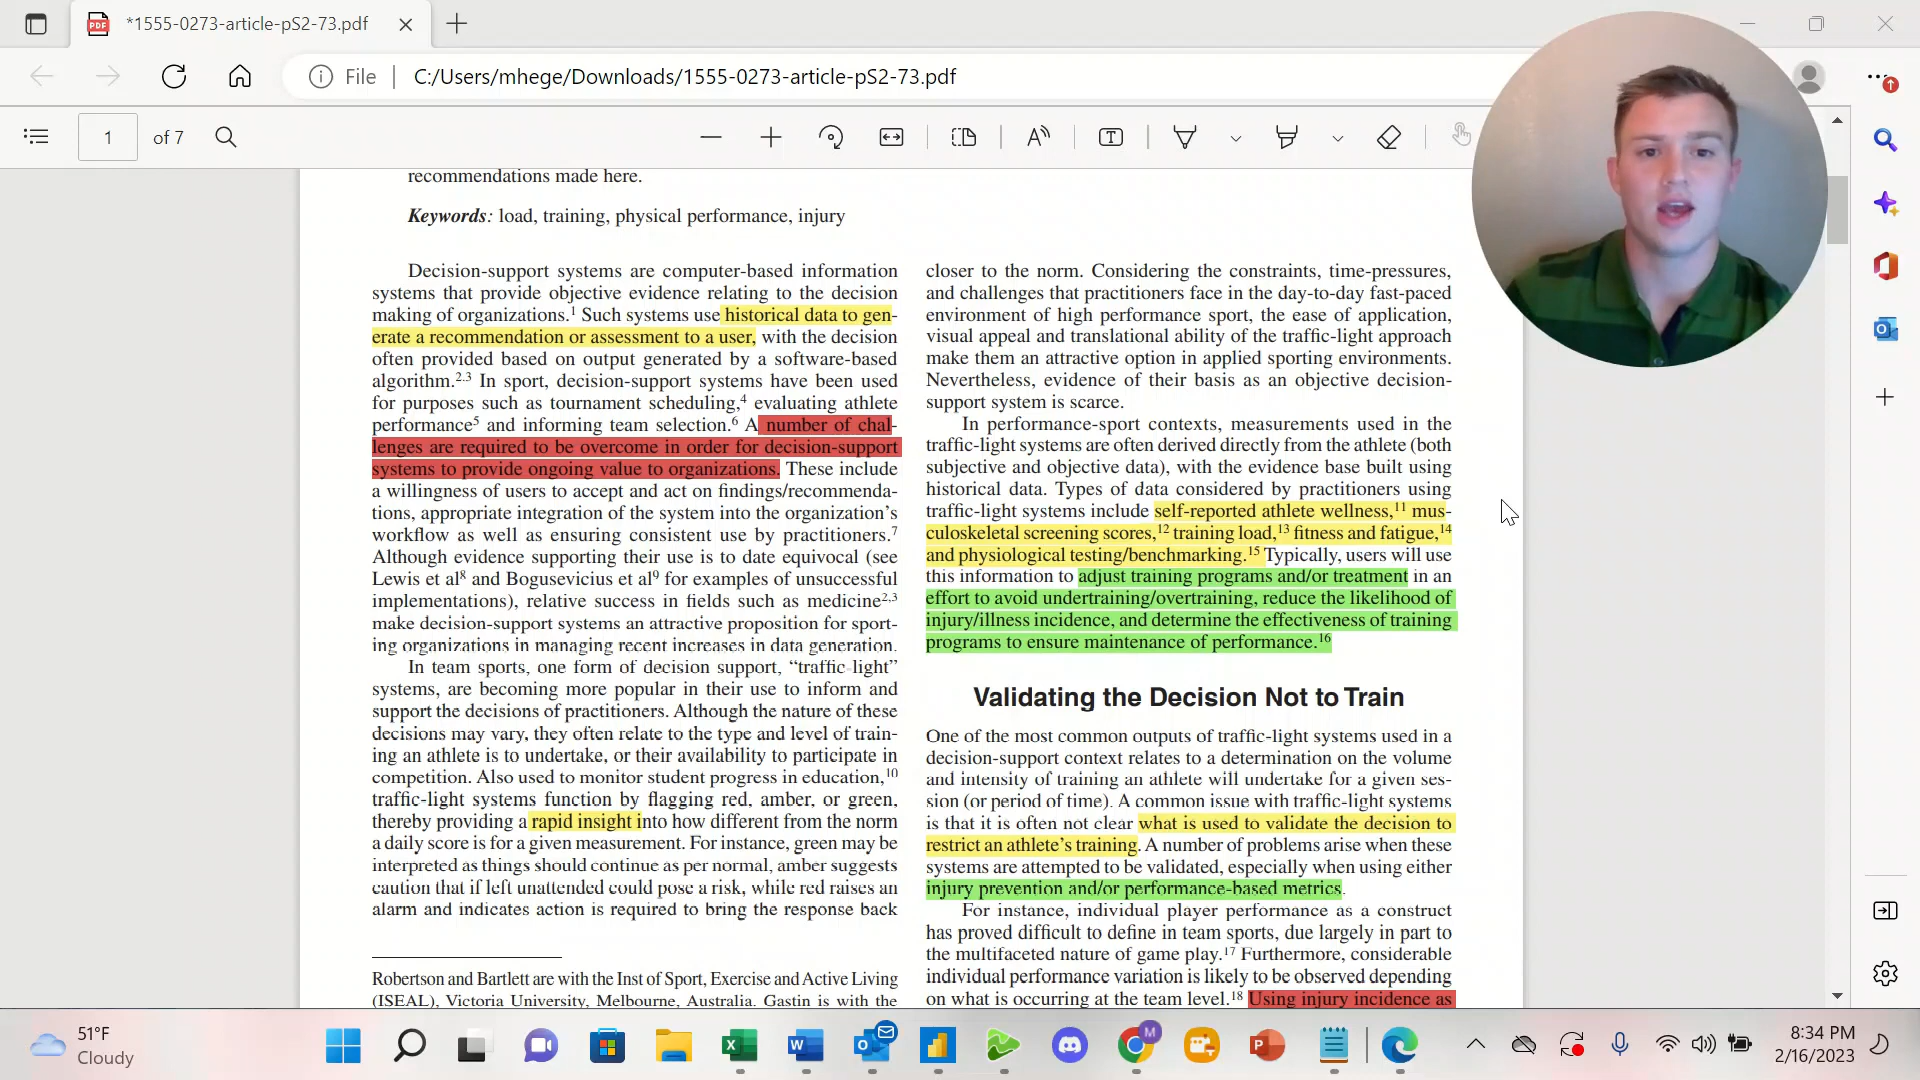 *1555-0273-article-pS2-73.pdf
File
C:/Users/mhege/Downloads/1555-0273-article-pS2-73.pdf
1 of 7
recommendations made here.
Keywords: load, training, physical performance, injury
Decision-support systems are computer-based information
systems that provide objective evidence relating to the decision
making of organizations.1 Such systems use historical data to gen-
erate a recommendation or assessment to a user, with the decision
often provided based on output generated by a software-based
algorithm.2,3 In sport, decision-support systems have been used
for purposes such as tournament scheduling,4 evaluating athlete
performance5 and informing team selection.6 A number of chal-
lenges are required to be overcome in order for decision-support
systems to provide ongoing value to organizations. These include
a willingness of users to accept and act on findings/recommenda-
tions, appropriate integration of the system into the organization's
workflow as well as ensuring consistent use by practitioners.7
Although evidence supporting their use is to date equivocal (see
Lewis et al8 and Bogusevicius et al9 for examples of unsuccessful
implementations), relative success in fields such as medicine2,3
make decision-support systems an attractive proposition for sport-
ing organizations in managing recent increases in data generation.
In team sports, one form of decision support, “traffic-light”
systems, are becoming more popular in their use to inform and
support the decisions of practitioners. Although the nature of these
decisions may vary, they often relate to the type and level of train-
ing an athlete is to undertake, or their availability to participate in
competition. Also used to monitor student progress in education,10
traffic-light systems function by flagging red, amber, or green,
thereby providing a rapid insight into how different from the norm
a daily score is for a given measurement. For instance, green may be
interpreted as things should continue as per normal, amber suggests
caution that if left unattended could pose a risk, while red raises an
alarm and indicates action is required to bring the response back
Robertson and Bartlett are with the Inst of Sport, Exercise and Active Living
(ISEAL), Victoria University, Melbourne, Australia. Gastin is with the
closer to the norm. Considering the constraints, time-pressures,
and challenges that practitioners face in the day-to-day fast-paced
environment of high performance sport, the ease of application,
visual appeal and translational ability of the traffic-light approach
make them an attractive option in applied sporting environments.
Nevertheless, evidence of their basis as an objective decision-
support system is scarce.
In performance-sport contexts, measurements used in the
traffic-light systems are often derived directly from the athlete (both
subjective and objective data), with the evidence base built using
historical data. Types of data considered by practitioners using
traffic-light systems include self-reported athlete wellness,11 mus-
culoskeletal screening scores,12 training load,13 fitness and fatigue,14
and physiological testing/benchmarking.15 Typically, users will use
this information to adjust training programs and/or treatment in an
effort to avoid undertraining/overtraining, reduce the likelihood of
injury/illness incidence, and determine the effectiveness of training
programs to ensure maintenance of performance.16
Validating the Decision Not to Train
One of the most common outputs of traffic-light systems used in a
decision-support context relates to a determination on the volume
and intensity of training an athlete will undertake for a given ses-
sion (or period of time). A common issue with traffic-light systems
is that it is often not clear what is used to validate the decision to
restrict an athlete's training. A number of problems arise when these
systems are attempted to be validated, especially when using either
injury prevention and/or performance-based metrics.
For instance, individual player performance as a construct
has proved difficult to define in team sports, due largely in part to
the multifaceted nature of game play.17 Furthermore, considerable
individual performance variation is likely to be observed depending
on what is occurring at the team level.18 Using injury incidence as
51°F
Cloudy
8:34 PM
2/16/2023